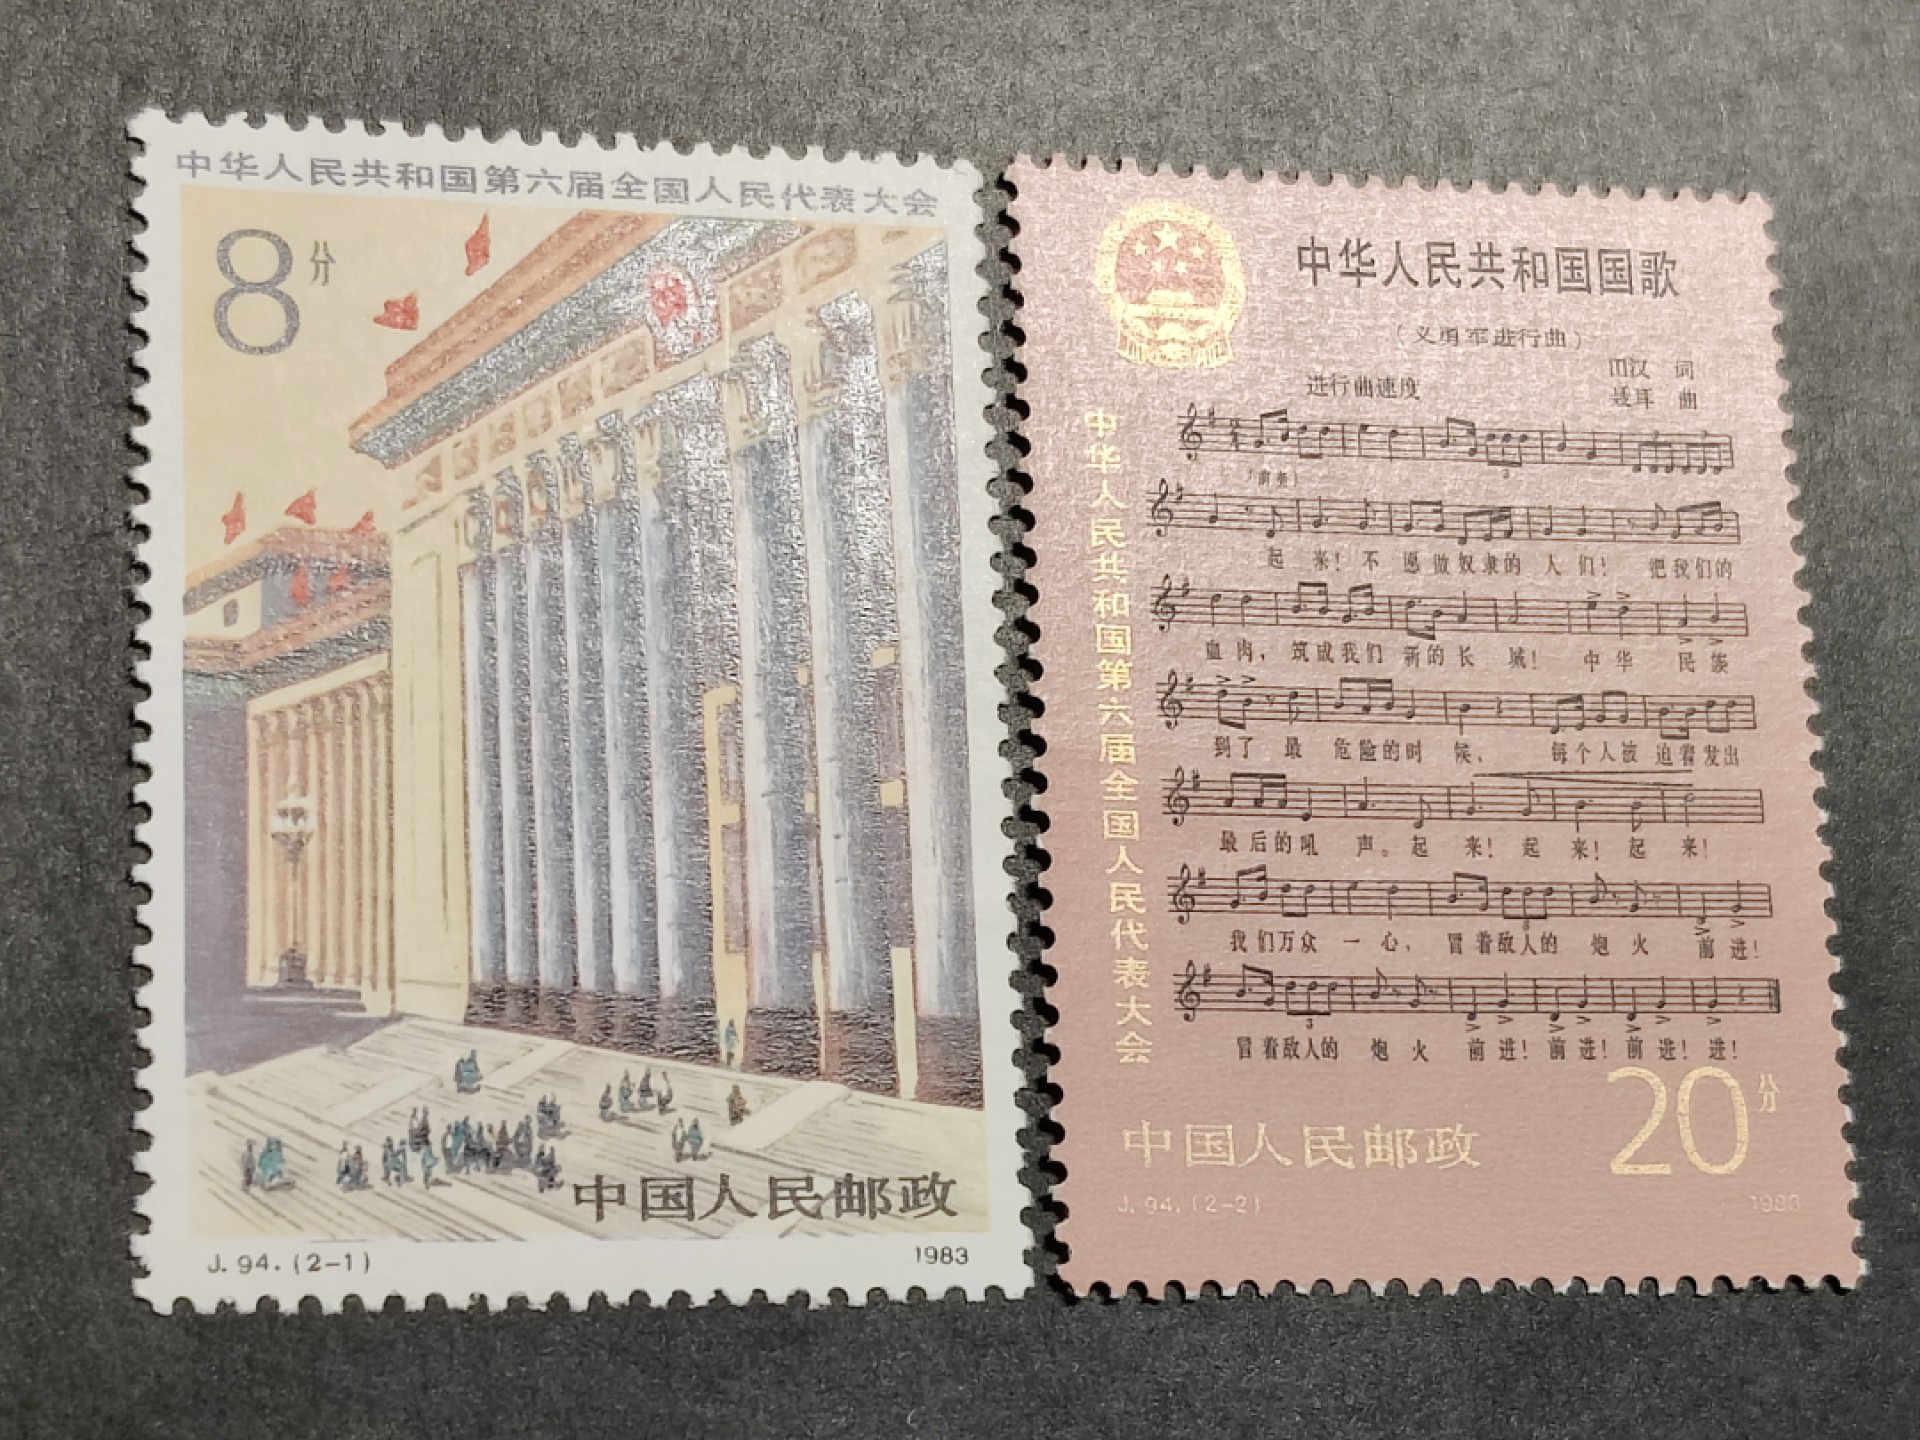 中华人民共和国第六届全国人民代表大会
8分
中国人民邮政
J. 94. (2-1)
1983
中华人民共和国国歌
(义勇军进行曲)
田汉 词
进行曲速度
聂耳 曲
中华人民共和国第六届全国人民代表大会
(前奏)
起来!不愿做奴隶的人们!把我们的
血肉,筑成我们新的长城!中华民族
3
到了最危险的时候,每个人被迫着发出
最后的吼声。起来!起来!起来!
我们万众一心,冒着敌人的炮火前进!
3
冒着敌人的炮火前进!前进!前进!进!
20分
中国人民邮政
J. 94. (2-2)
1983